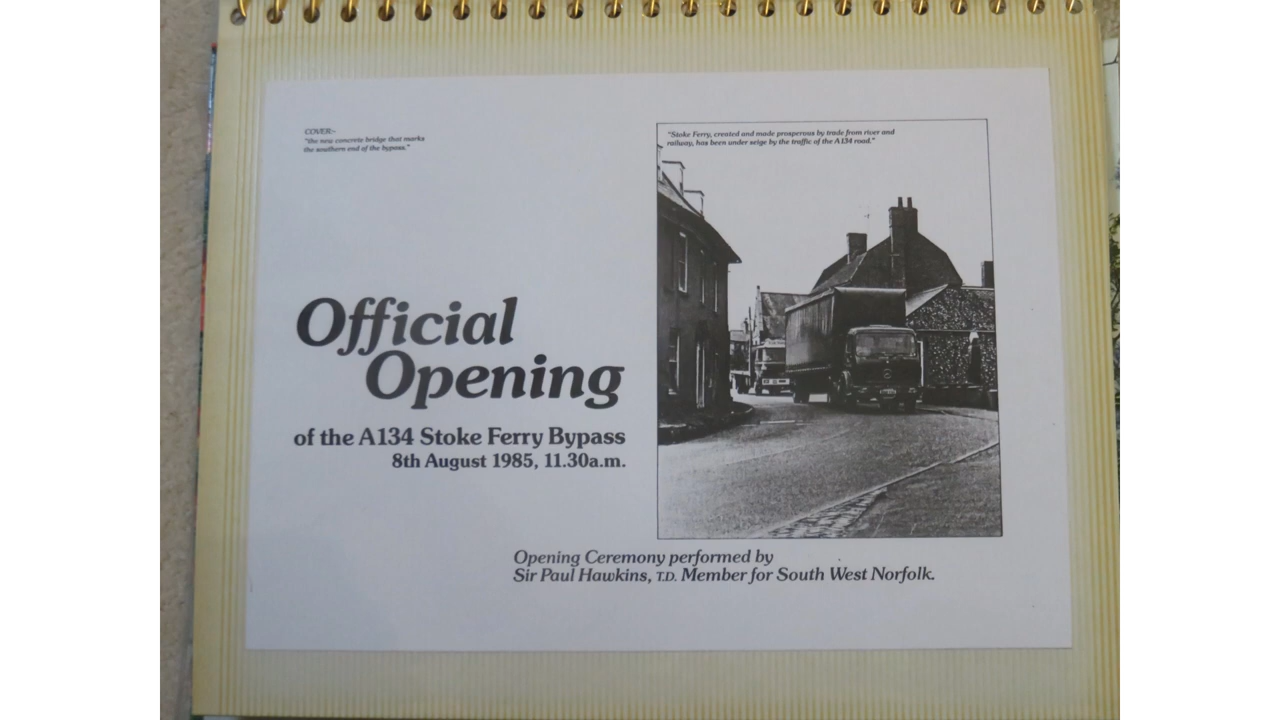 COVER:-
"the new concrete bridge that marks
the southern end of the bypass."
"Stoke Ferry, created and made prosperous by trade from river and
railway, has been under seige by the traffic of the A134 road."
Official
Opening
of the A134 Stoke Ferry Bypass
8th August 1985, 11.30a.m.
Opening Ceremony performed by
Sir Paul Hawkins, T.D. Member for South West Norfolk.